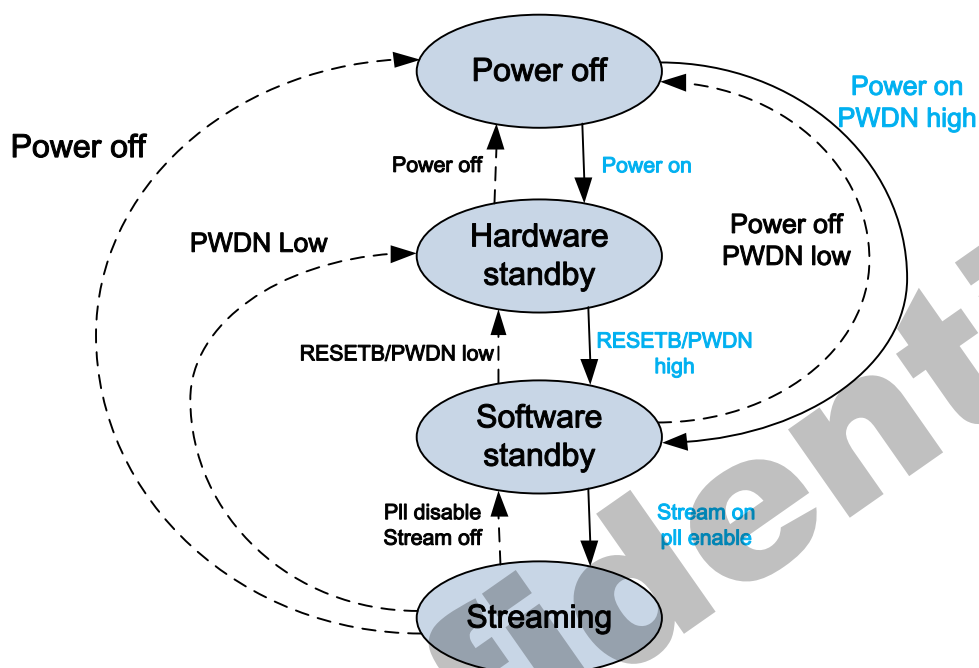 Power off
Power on
PWDN high
Power off
Power off
Power on
PWDN Low
Hardware
standby
Power off
PWDN low
RESETB/PWDN low
RESETB/PWDN
high
Software
standby
Pll disable
Stream off
Stream on
pll enable
Streaming
fidenti